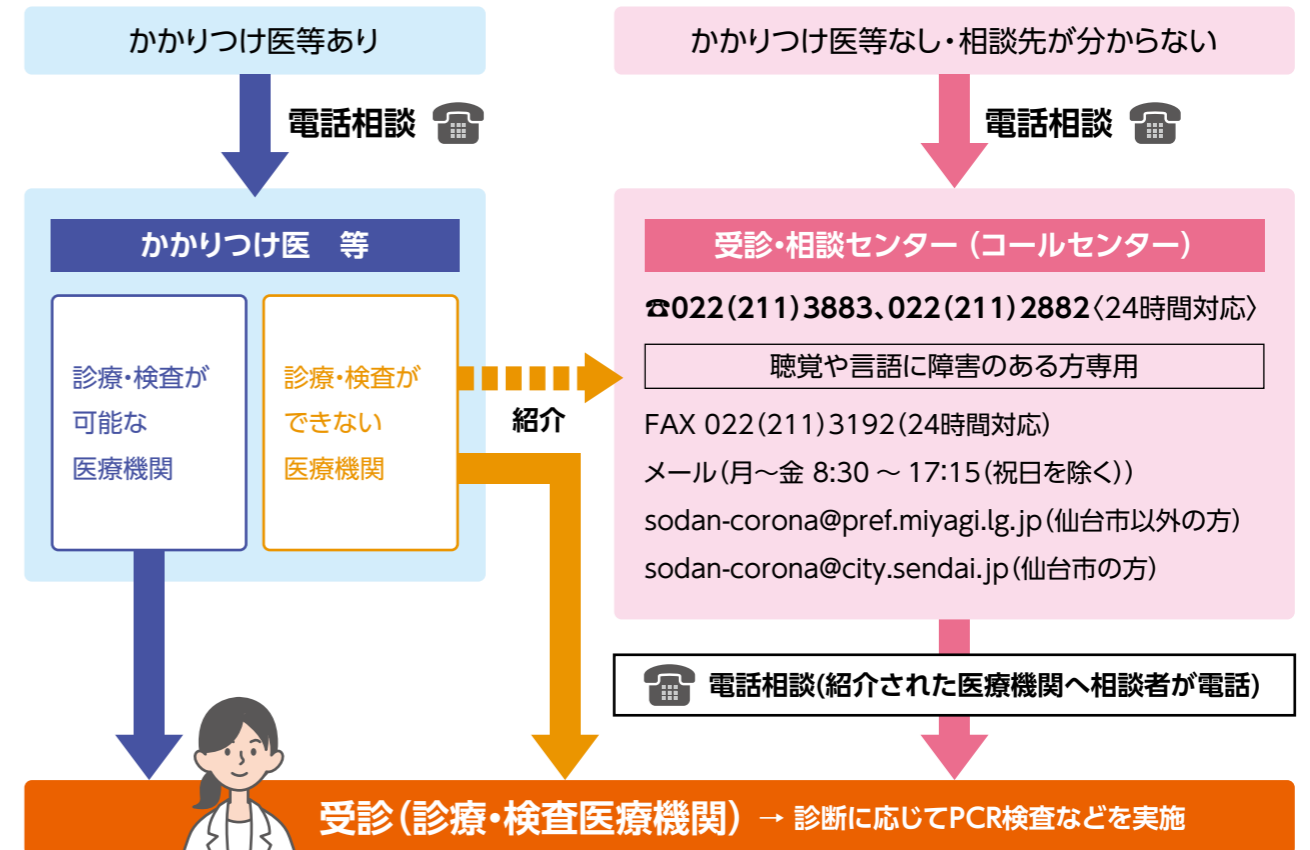 かかりつけ医等あり
電話相談
かかりつけ医 等
診療・検査が
可能な
医療機関
診療・検査が
できない
医療機関
紹介
かかりつけ医等なし・相談先が分からない
電話相談
受診・相談センター（コールセンター）
☎022(211)3883、022(211)2882〈24時間対応〉
聴覚や言語に障害のある方専用
FAX 022(211)3192(24時間対応)
メール(月～金 8:30 ～ 17:15(祝日を除く))
sodan-corona@pref.miyagi.lg.jp(仙台市以外の方)
sodan-corona@city.sendai.jp(仙台市の方)
電話相談(紹介された医療機関へ相談者が電話)
受診（診療・検査医療機関）→ 診断に応じてPCR検査などを実施